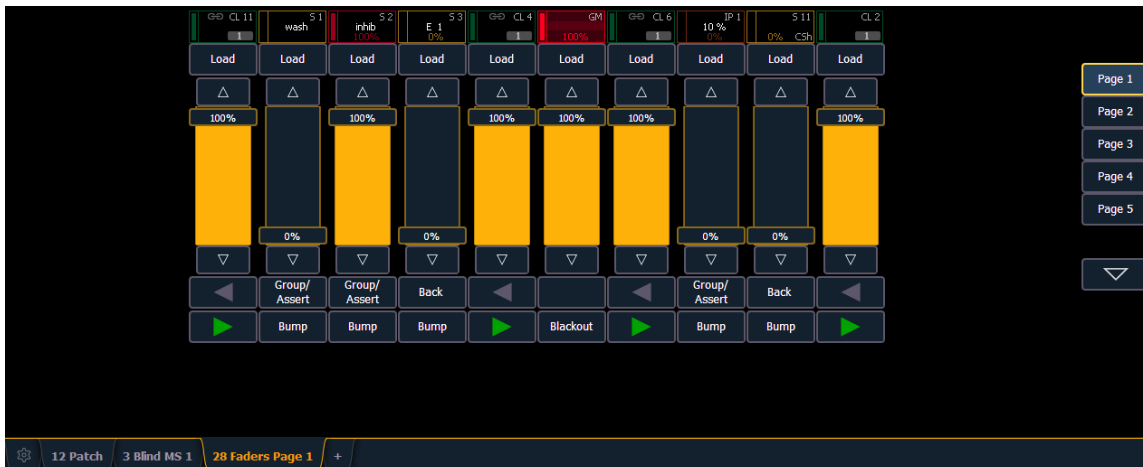 CL 11 S 1 S 2 S 3 CL 4 GM CL 6 IP 1 S 11 CL 2
wash inhib E 1 10 %
1 100% 0% 1 100% 1 0% 0% CSh 1
Load Load Load Load Load Load Load Load Load Load
Page 1
100% 100% 100% 100% 100% 100%
Page 2
Page 3
Page 4
Page 5
0% 0% 0% 0%
Group/ Group/ Back Group/ Back
Assert Assert Assert
Bump Bump Bump Blackout Bump Bump
12 Patch 3 Blind MS 1 28 Faders Page 1 +